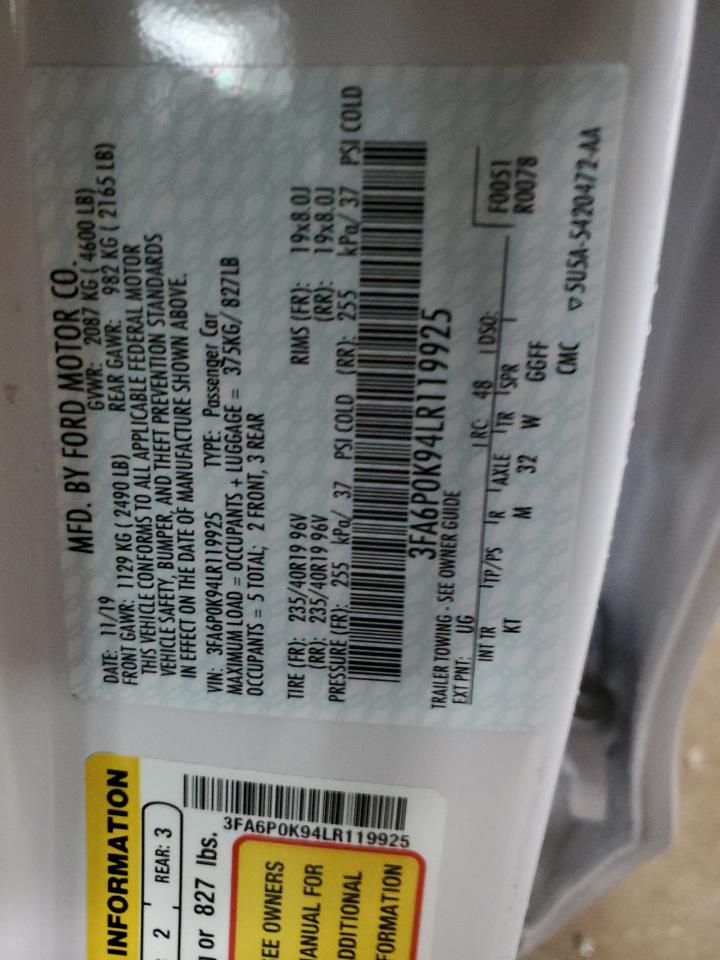 MFD. BY FORD MOTOR CO.
DATE: 11/19 GVWR: 2087 KG ( 4600 LB)
FRONT GAWR: 1129 KG ( 2490 LB) REAR GAWR: 982 KG ( 2165 LB)
THIS VEHICLE CONFORMS TO ALL APPLICABLE FEDERAL MOTOR
VEHICLE SAFETY, BUMPER, AND THEFT PREVENTION STANDARDS
IN EFFECT ON THE DATE OF MANUFACTURE SHOWN ABOVE.
VIN: 3FA6P0K94LR119925 TYPE: Passenger Car
MAXIMUM LOAD = OCCUPANTS + LUGGAGE = 375KG/ 827LB
OCCUPANTS = 5 TOTAL; 2 FRONT, 3 REAR
TIRE (FR): 235/40R19 96V RIMS (FR): 19x8.0J
(RR): 235/40R19 96V (RR): 19x8.0J
PRESSURE (FR): 255 kPa/ 37 PSI COLD (RR): 255 kPa/ 37 PSI COLD
3FA6P0K94LR119925
TRAILER TOWING - SEE OWNER GUIDE
EXT PNT: UG RC: 48 DSO: F0051
R0078
INT TR TP/PS R AXLE TR SPR
KT M 32 W GGFF
CMC ▽5USA-S420472-AA
INFORMATION
2 REAR: 3
or 827 lbs.
3FA6P0K94LR119925
SEE OWNERS
MANUAL FOR
ADDITIONAL
INFORMATION